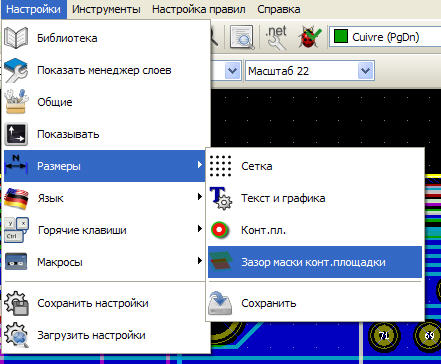 Настройки Инструменты Настройка правил Справка
Библиотека
.net
Cuivre (PgDn)
Показать менеджер слоев
Масштаб 22
Общие
Показывать
N
Размеры
Сетка
Язык
Текст и графика
y x
Ctrl
Горячие клавиши
Конт.пл.
Макросы
Зазор маски конт.площадки
Сохранить настройки
Сохранить
Загрузить настройки
71 69